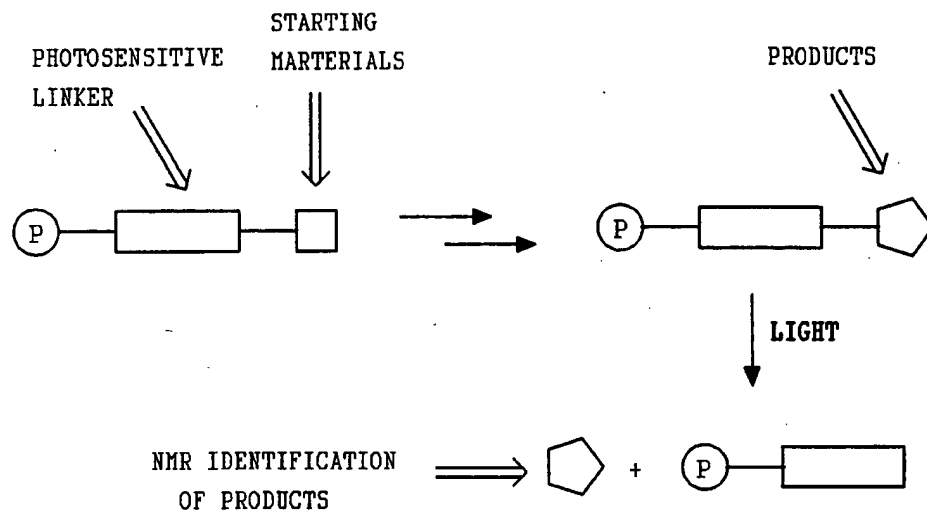 STARTING
MARTERIALS
PHOTOSENSITIVE
LINKER
PRODUCTS
P
P
LIGHT
NMR IDENTIFICATION
OF PRODUCTS
+
P